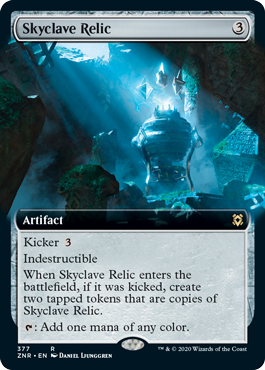 Skyclave Relic 3
Artifact
Kicker 3
Indestructible
When Skyclave Relic enters the
battlefield, if it was kicked, create
two tapped tokens that are copies of
Skyclave Relic.
: Add one mana of any color.
377 R
ZNR • EN Daniel Ljunggren ™ & © 2020 Wizards of the Coast